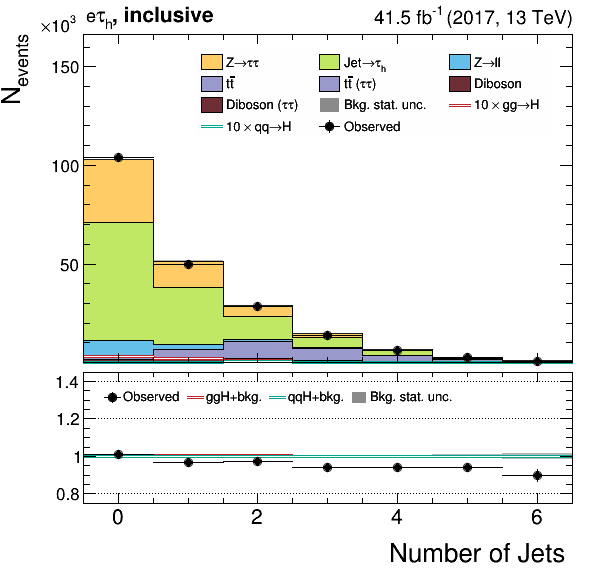 ×10³ eτₕ, inclusive 41.5 fb⁻¹ (2017, 13 TeV)
N_events
Z→ττ Jet→τₕ Z→ll
tt̄ tt̄ (ττ) Diboson
Diboson (ττ) Bkg. stat. unc. 10 × gg→H
10 × qq→H Observed
150
100
50
1.4
Observed ggH+bkg. qqH+bkg. Bkg. stat. unc.
1.2
1
0.8
0 2 4 6
Number of Jets